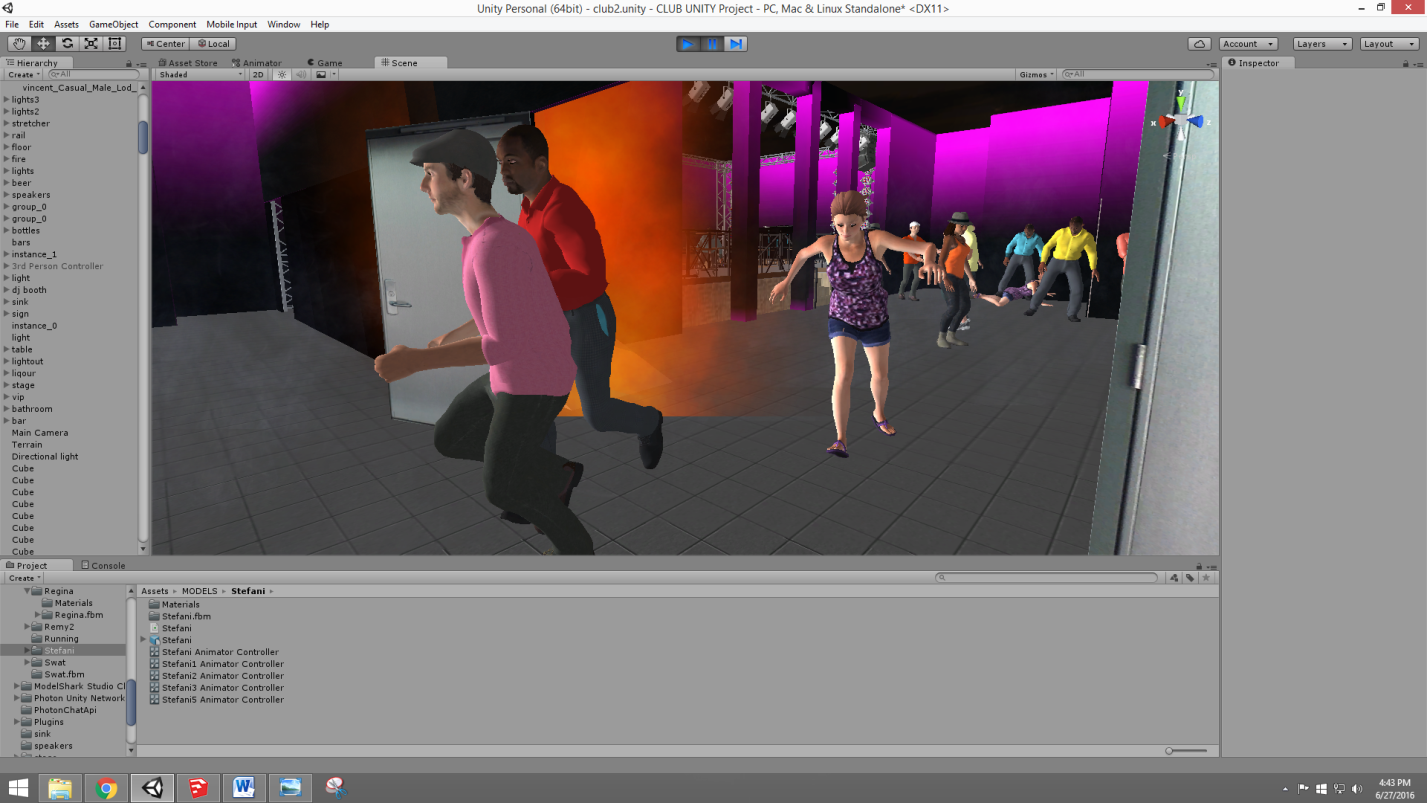 Unity Personal (64bit) - club2.unity - CLUB UNITY Project - PC, Mac & Linux Standalone* <DX11>
File Edit Assets GameObject Component Mobile Input Window Help
Center Local Account Layers Layout
Hierarchy Asset Store Animator Game Scene Inspector
Create All Shaded 2D Gizmos All
vincent_Casual_Male_Lod_
lights3
lights2
stretcher
rail
floor
fire
lights
beer
speakers
group_0
group_0
bottles
bars
instance_1
3rd Person Controller
light
dj booth
sink
sign
instance_0
light
table
lightout
liqour
stage
vip
bathroom
bar
Main Camera
Terrain
Directional light
Cube
Cube
Cube
Cube
Cube
Cube
Cube
Cube
y
x z
Project Console
Create
Regina
Materials
Regina.fbm
Remy2
Running
Stefani
Swat
Swat.fbm
ModelShark Studio Cl
Photon Unity Network
PhotonChatApi
Plugins
sink
speakers
Assets MODELS Stefani
Materials
Stefani.fbm
Stefani
Stefani
Stefani Animator Controller
Stefani1 Animator Controller
Stefani2 Animator Controller
Stefani3 Animator Controller
Stefani5 Animator Controller
4:43 PM
6/27/2016